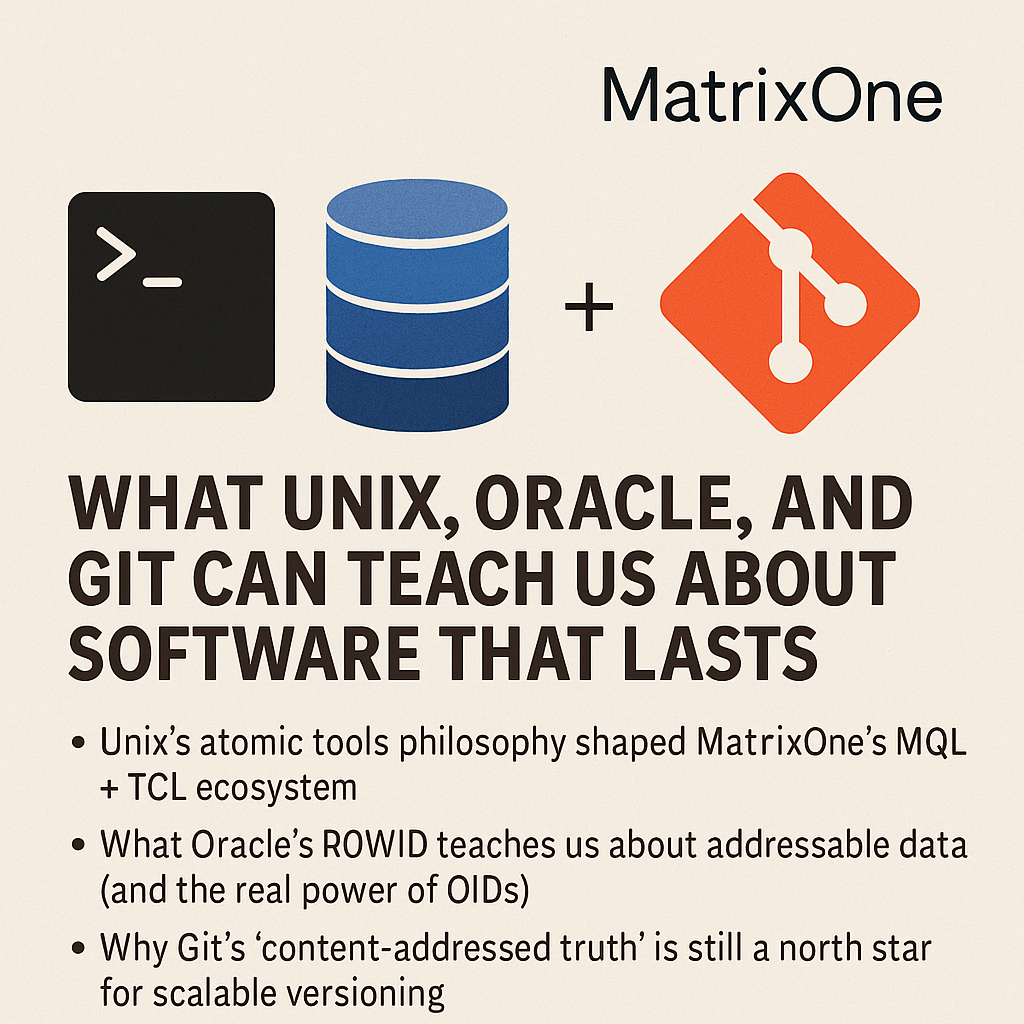 MatrixOne
>_
+
WHAT UNIX, ORACLE, AND
GIT CAN TEACH US ABOUT
SOFTWARE THAT LASTS
• Unix’s atomic tools philosophy shaped MatrixOne’s MQL
+ TCL ecosystem
• What Oracle’s ROWID teaches us about addressable data
(and the real power of OIDs)
• Why Git’s ‘content-addressed truth’ is still a north star
for scalable versioning